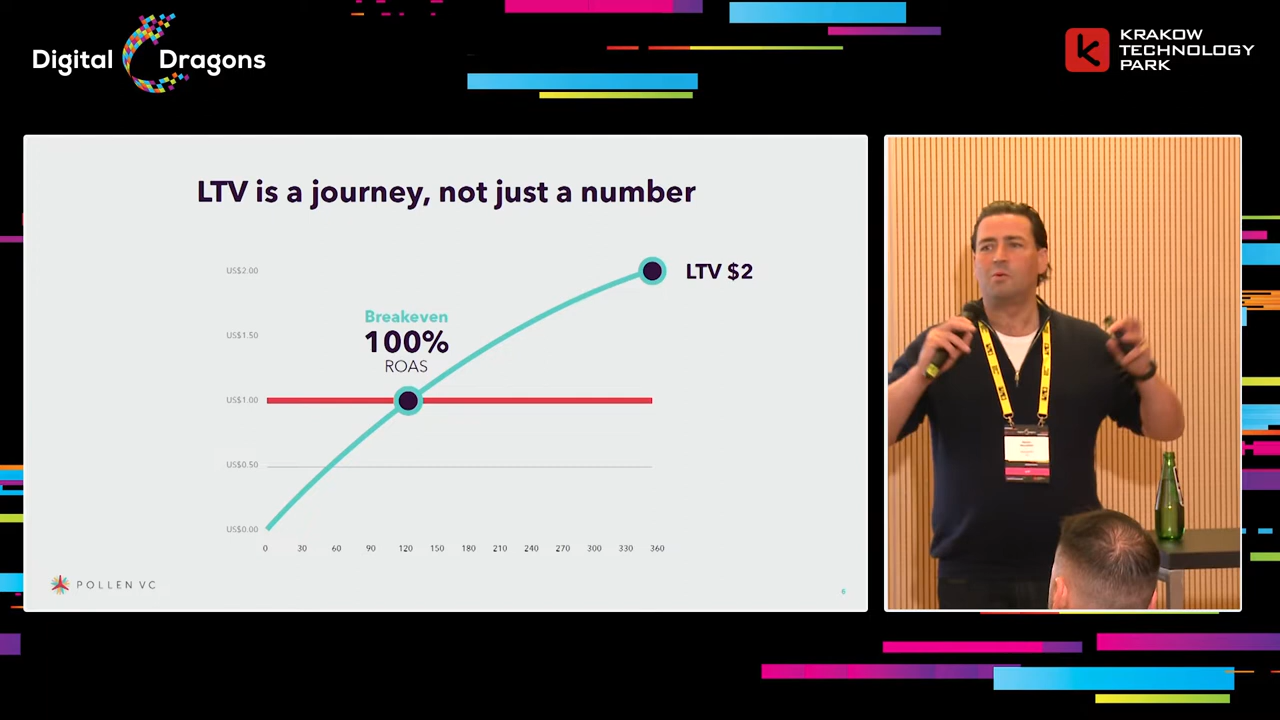 Digital Dragons
KRAKOW
TECHNOLOGY
PARK
LTV is a journey, not just a number
US$2.00
LTV $2
US$1.50
Breakeven
100%
ROAS
US$1.00
US$0.50
US$0.00
0 30 60 90 120 150 180 210 240 270 300 330 360
POLLEN VC
6